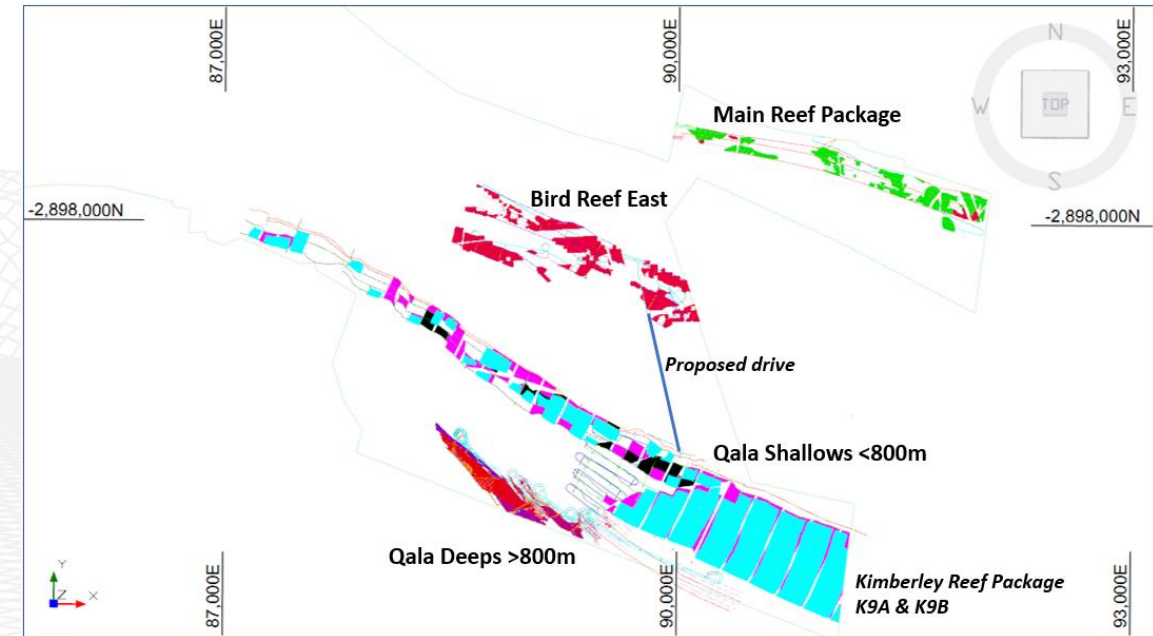 87,000E
90,000E
93,000E
N
W
TOP
E
S
Main Reef Package
Bird Reef East
-2,898,000N
-2,898,000N
Proposed drive
Qala Shallows <800m
Qala Deeps >800m
Kimberley Reef Package
K9A & K9B
Y
Z
X
87,000E
90,000E
93,000E